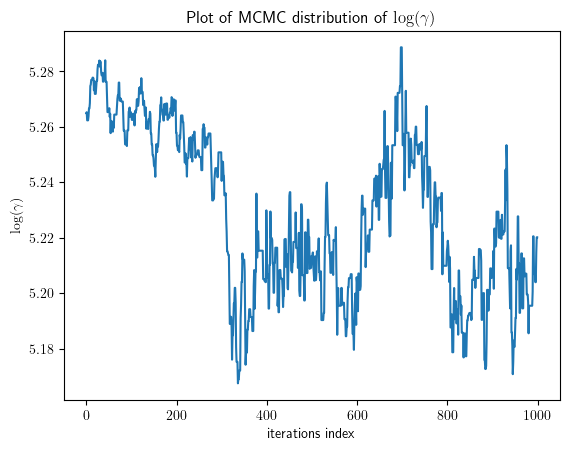 Plot of MCMC distribution of log(γ)
log(γ)
5.28
5.26
5.24
5.22
5.20
5.18
0 200 400 600 800 1000
iterations index